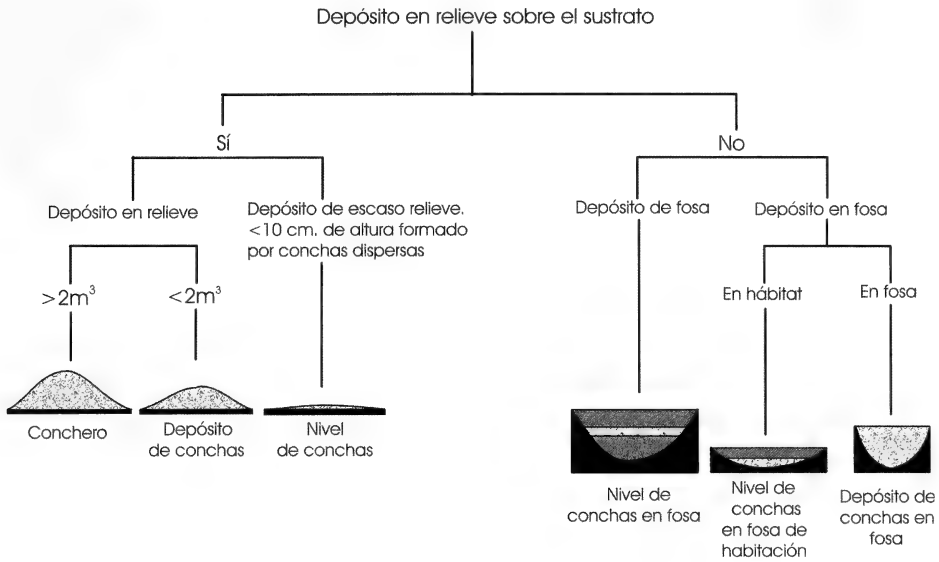 Depósito en relieve sobre el sustrato
Sí
No
Depósito en relieve
Depósito de escaso relieve.
<10 cm. de altura formado
por conchas dispersas
Depósito de fosa
Depósito en fosa
>2m³
<2m³
En hábitat
En fosa
Conchero
Depósito
de conchas
Nivel
de conchas
Nivel de
conchas en fosa
Nivel de
conchas
en fosa de
habitación
Depósito de
conchas en
fosa